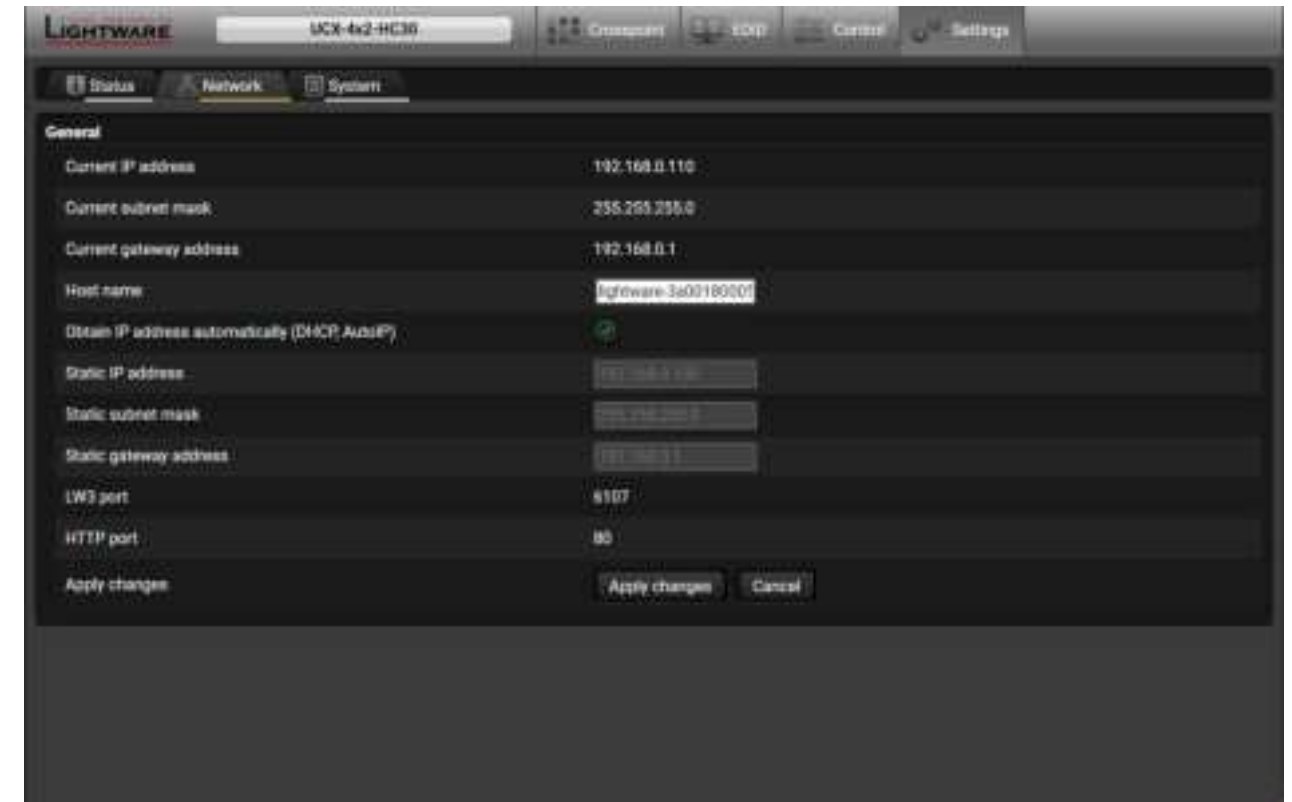 LIGHTWARE UCX-4x2-HC30 Crosspoint EDID Control Settings
Status Network System
General
Current IP address 192.168.0.110
Current subnet mask 255.255.255.0
Current gateway address 192.168.0.1
Host name
Obtain IP address automatically (DHCP, AutoIP)
Static IP address
Static subnet mask
Static gateway address
LW3 port 6107
HTTP port 80
Apply changes Apply changes Cancel